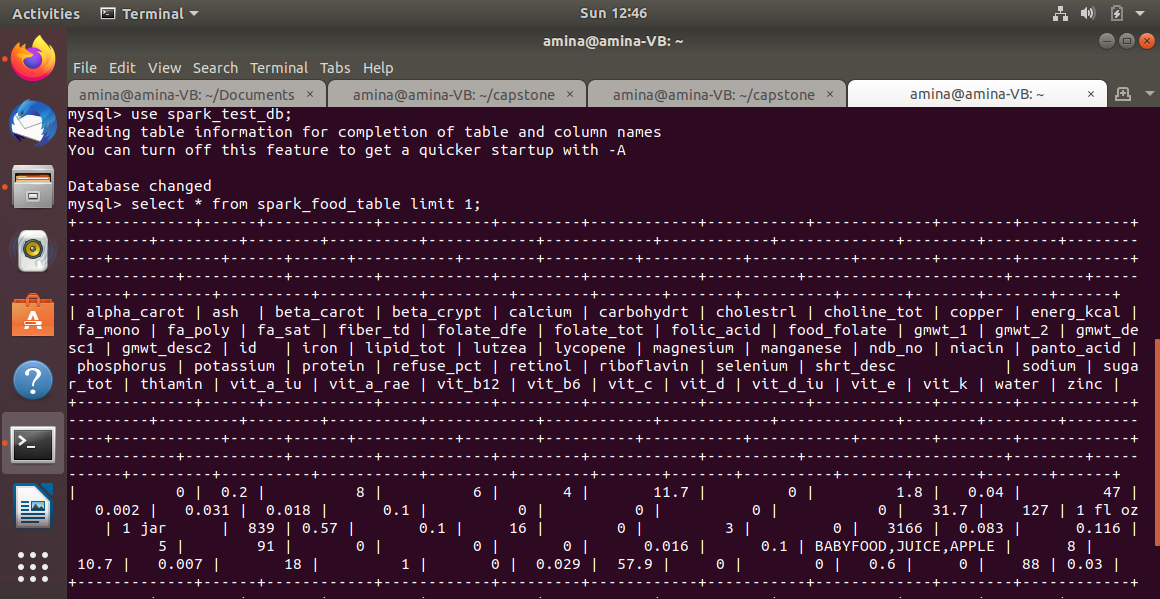 Activities Terminal Sun 12:46
amina@amina-VB: ~
File Edit View Search Terminal Tabs Help
amina@amina-VB: ~/Documents × amina@amina-VB: ~/capstone × amina@amina-VB: ~/capstone × amina@amina-VB: ~ ×
mysql> use spark_test_db;
Reading table information for completion of table and column names
You can turn off this feature to get a quicker startup with -A
Database changed
mysql> select * from spark_food_table limit 1;
| alpha_carot | ash  | beta_carot | beta_crypt | calcium | carbohydrt | cholestrl | choline_tot | copper | energ_kcal |
 fa_mono | fa_poly | fa_sat | fiber_td | folate_dfe | folate_tot | folic_acid | food_folate | gmwt_1 | gmwt_2 | gmwt_de
sc1 | gmwt_desc2 | id   | iron | lipid_tot | lutzea | lycopene | magnesium | manganese | ndb_no | niacin | panto_acid |
 phosphorus | potassium | protein | refuse_pct | retinol | riboflavin | selenium | shrt_desc            | sodium | suga
r_tot | thiamin | vit_a_iu | vit_a_rae | vit_b12 | vit_b6 | vit_c | vit_d | vit_d_iu | vit_e | vit_k | water | zinc |
|           0 | 0.2 |          8 |          6 |       4 |       11.7 |         0 |         1.8 |   0.04 |         47 |
   0.002 |   0.031 |  0.018 |      0.1 |          0 |          0 |          0 |           0 |   31.7 |    127 | 1 fl oz
    | 1 jar      |  839 | 0.57 |       0.1 |     16 |        0 |         3 |         0 |   3166 |  0.083 |      0.116 |
          5 |        91 |       0 |          0 |       0 |      0.016 |      0.1 | BABYFOOD,JUICE,APPLE |      8 |
 10.7 |   0.007 |       18 |         1 |       0 |  0.029 |  57.9 |     0 |        0 |   0.6 |     0 |    88 | 0.03 |